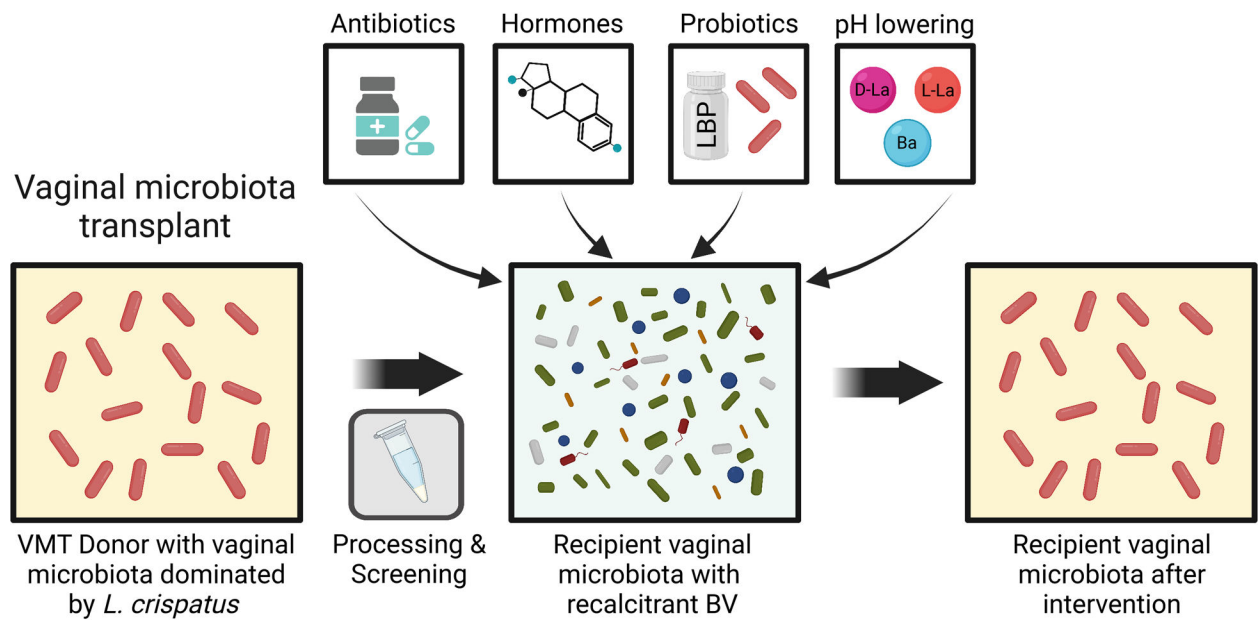 Antibiotics
Hormones
Probiotics
pH lowering
LBP
D-La
L-La
Ba
Vaginal microbiota
transplant
VMT Donor with vaginal
microbiota dominated
by L. crispatus
Processing &
Screening
Recipient vaginal
microbiota with
recalcitrant BV
Recipient vaginal
microbiota after
intervention